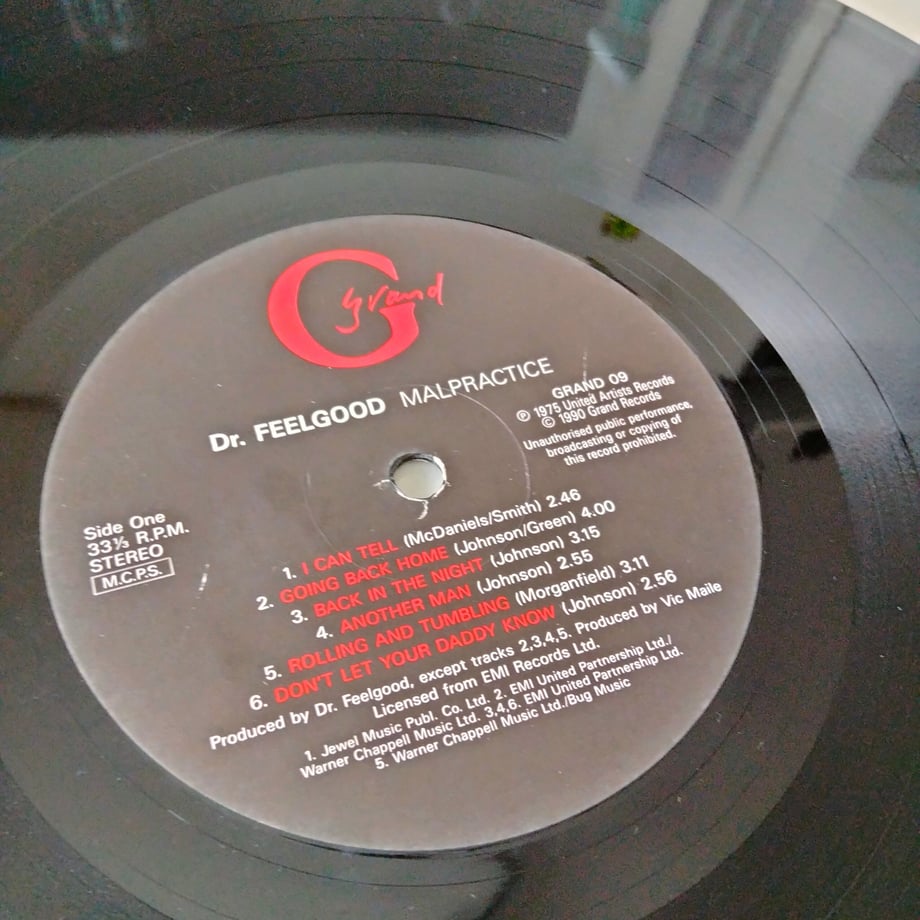 G grand
Dr. FEELGOOD MALPRACTICE
GRAND 09
℗ 1975 United Artists Records
© 1990 Grand Records
Unauthorised public performance,
broadcasting or copying of
this record prohibited.
Side One
33⅓ R.P.M.
STEREO
M.C.P.S.
1. I CAN TELL (McDaniels/Smith) 2.46
2. GOING BACK HOME (Johnson/Green) 4.00
3. BACK IN THE NIGHT (Johnson) 3.15
4. ANOTHER MAN (Johnson) 2.55
5. ROLLING AND TUMBLING (Morganfield) 3.11
6. DON'T LET YOUR DADDY KNOW (Johnson) 2.56
Produced by Dr. Feelgood, except tracks 2,3,4,5. Produced by Vic Maile
Licensed from EMI Records Ltd.
1. Jewel Music Publ. Co. Ltd. 2. EMI United Partnership Ltd./
Warner Chappell Music Ltd. 3,4,6. EMI United Partnership Ltd.
5. Warner Chappell Music Ltd./Bug Music